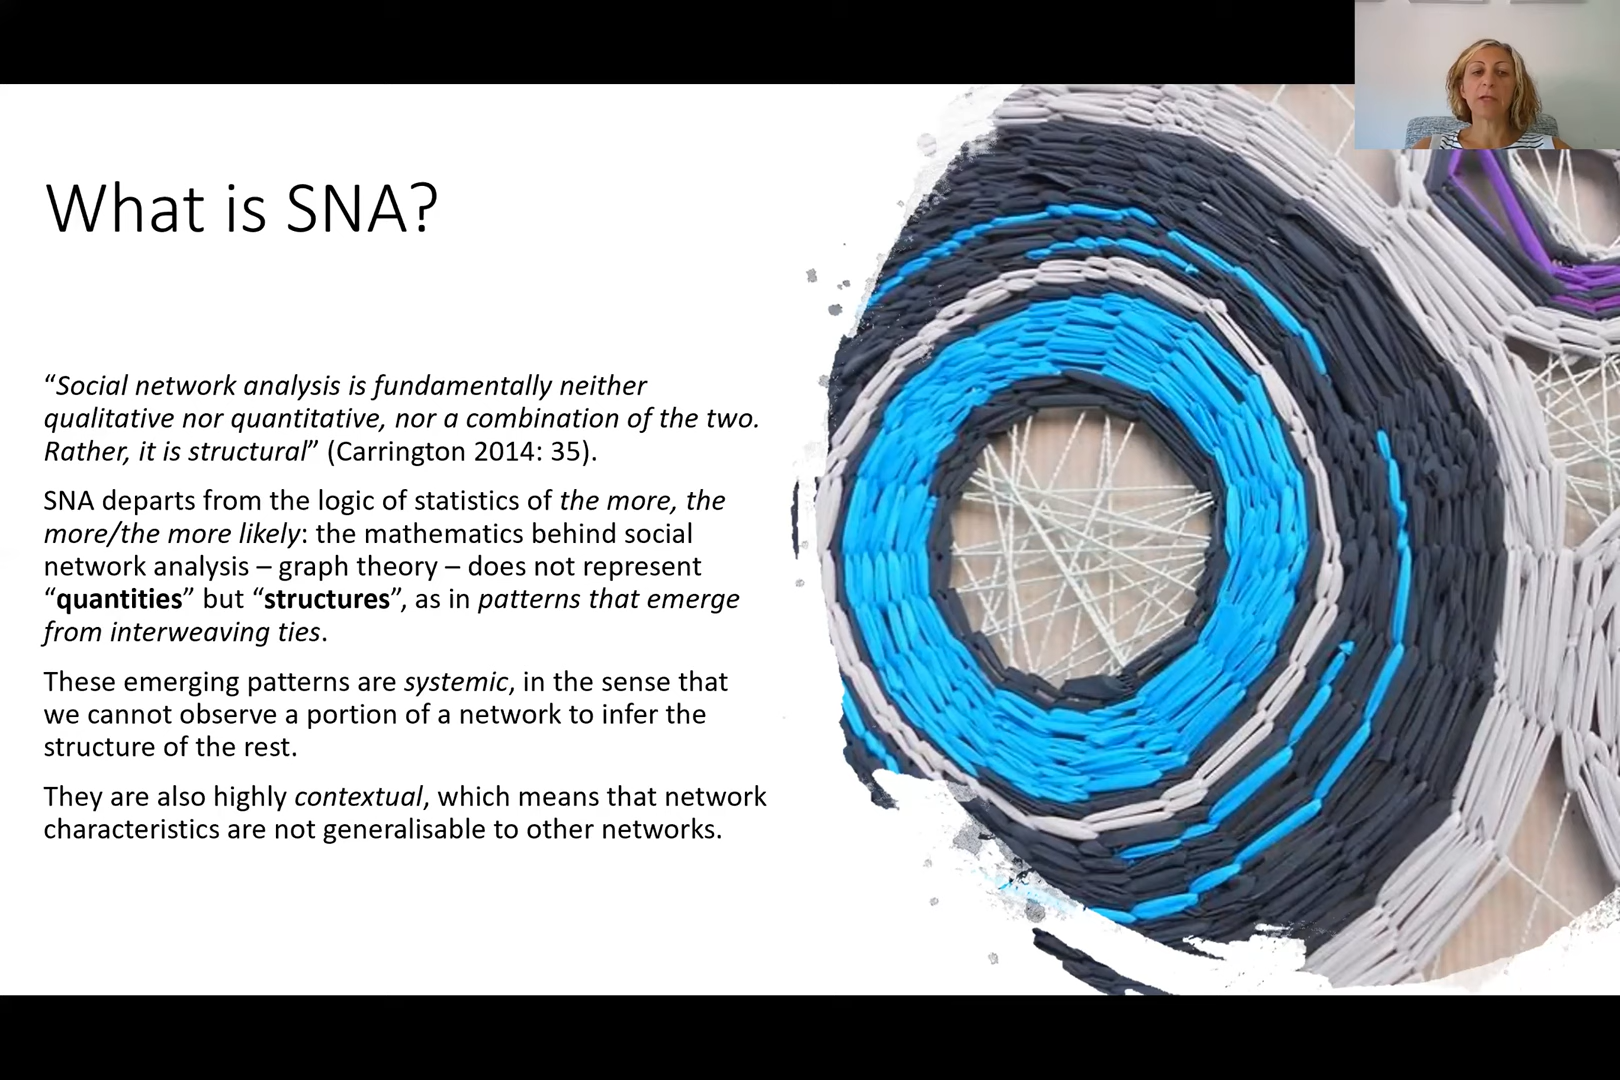 What is SNA?
“Social network analysis is fundamentally neither
qualitative nor quantitative, nor a combination of the two.
Rather, it is structural” (Carrington 2014: 35).
SNA departs from the logic of statistics of the more, the
more/the more likely: the mathematics behind social
network analysis – graph theory – does not represent
“quantities” but “structures”, as in patterns that emerge
from interweaving ties.
These emerging patterns are systemic, in the sense that
we cannot observe a portion of a network to infer the
structure of the rest.
They are also highly contextual, which means that network
characteristics are not generalisable to other networks.